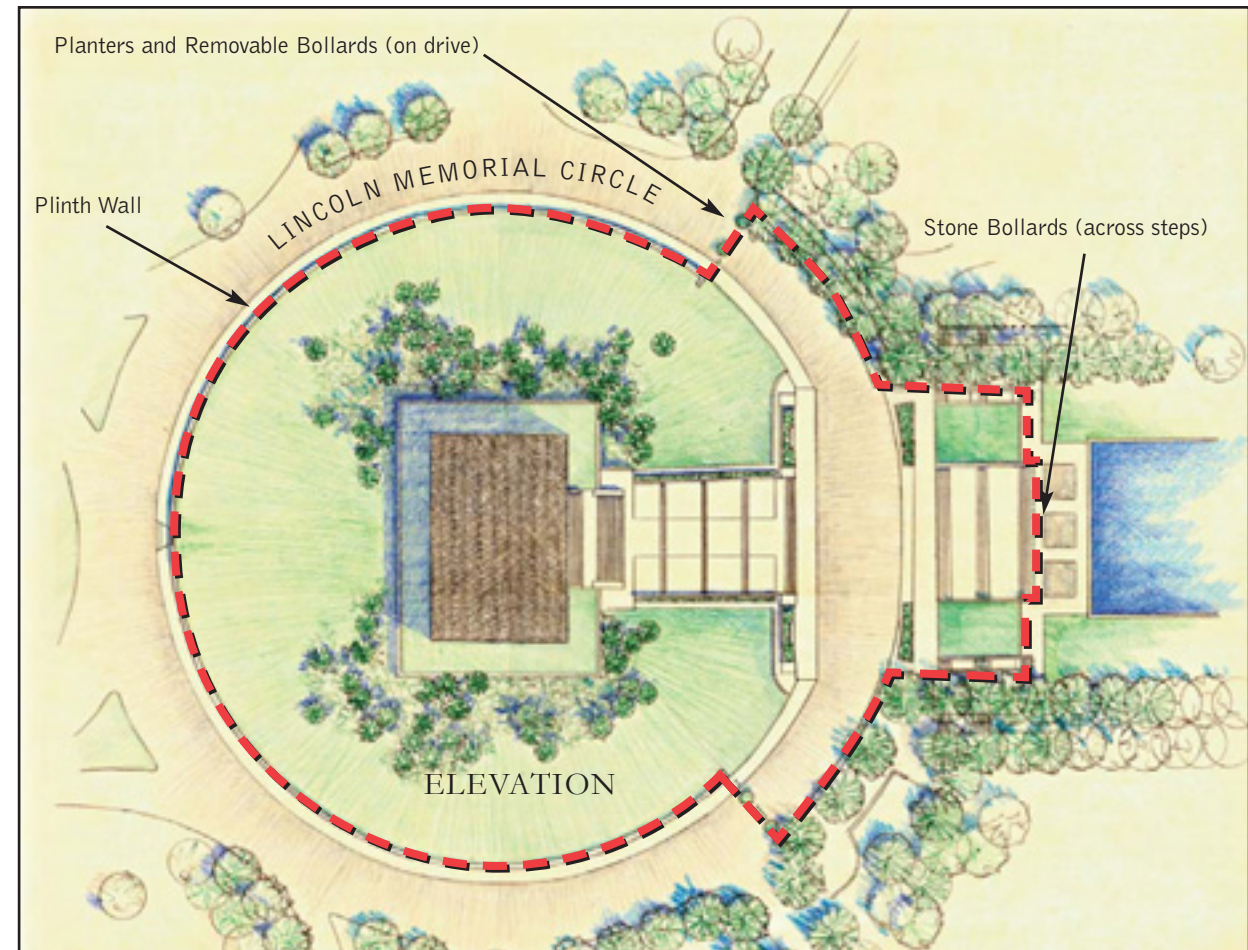 Planters and Removable Bollards (on drive)
LINCOLN MEMORIAL CIRCLE
Plinth Wall
Stone Bollards (across steps)
ELEVATION